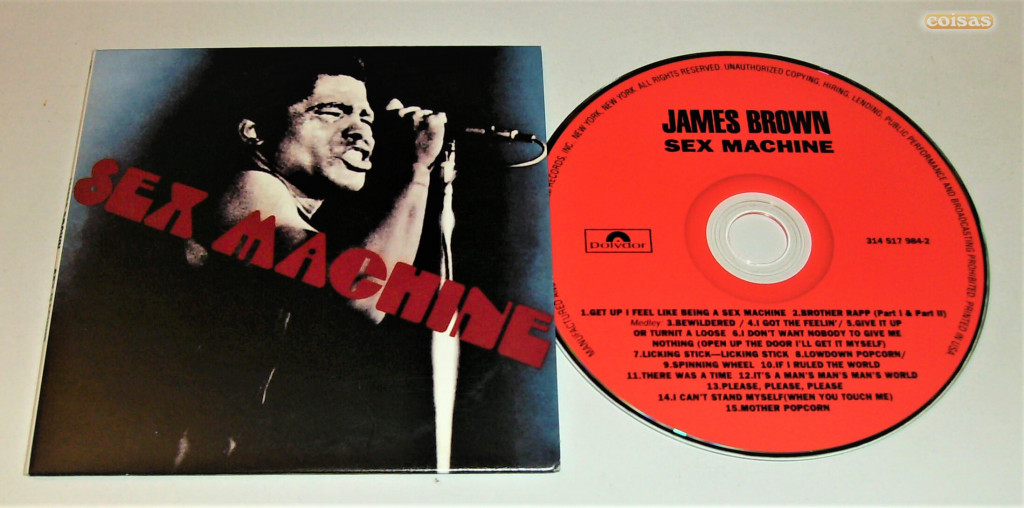 coisas
SEX MACHINE
RECORDS, INC. NEW YORK, NEW YORK. ALL RIGHTS RESERVED. UNAUTHORIZED COPYING, HIRING, LENDING, PUBLIC PERFORMANCE AND BROADCASTING PROHIBITED. PRINTED IN USA
JAMES BROWN
SEX MACHINE
Polydor
314 517 984-2
MANUFACTURED
1.GET UP I FEEL LIKE BEING A SEX MACHINE 2.BROTHER RAPP (Part I & Part II)
Medley 3.BEWILDERED / 4.I GOT THE FEELIN'/ 5.GIVE IT UP
OR TURNIT A LOOSE 6.I DON'T WANT NOBODY TO GIVE ME
NOTHING (OPEN UP THE DOOR I'LL GET IT MYSELF)
7.LICKING STICK—LICKING STICK 8.LOWDOWN POPCORN/
9.SPINNING WHEEL 10.IF I RULED THE WORLD
11.THERE WAS A TIME 12.IT'S A MAN'S MAN'S MAN'S WORLD
13.PLEASE, PLEASE, PLEASE
14.I CAN'T STAND MYSELF(WHEN YOU TOUCH ME)
15.MOTHER POPCORN